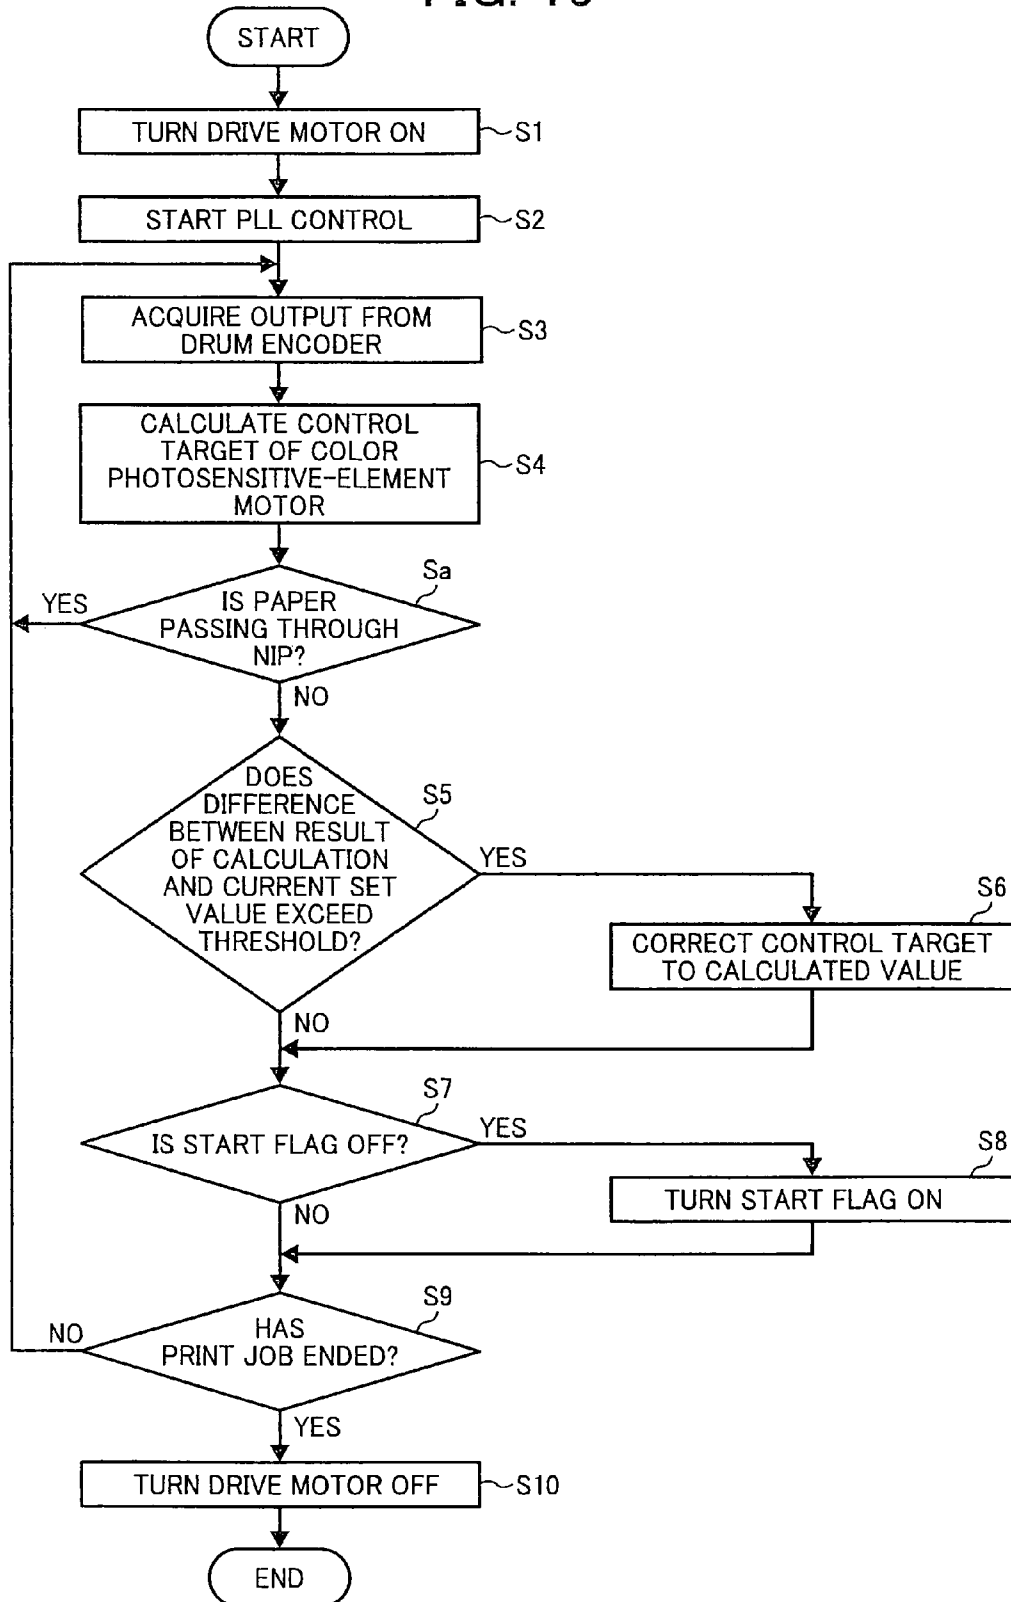 START
TURN DRIVE MOTOR ON
S1
START PLL CONTROL
S2
ACQUIRE OUTPUT FROM
DRUM ENCODER
S3
CALCULATE CONTROL
TARGET OF COLOR
PHOTOSENSITIVE-ELEMENT
MOTOR
S4
Sa
IS PAPER
PASSING THROUGH
NIP?
YES
NO
DOES
DIFFERENCE
BETWEEN RESULT
OF CALCULATION
AND CURRENT SET
VALUE EXCEED
THRESHOLD?
S5
YES
S6
CORRECT CONTROL TARGET
TO CALCULATED VALUE
NO
S7
IS START FLAG OFF?
YES
S8
TURN START FLAG ON
NO
S9
HAS
PRINT JOB ENDED?
NO
YES
TURN DRIVE MOTOR OFF
S10
END